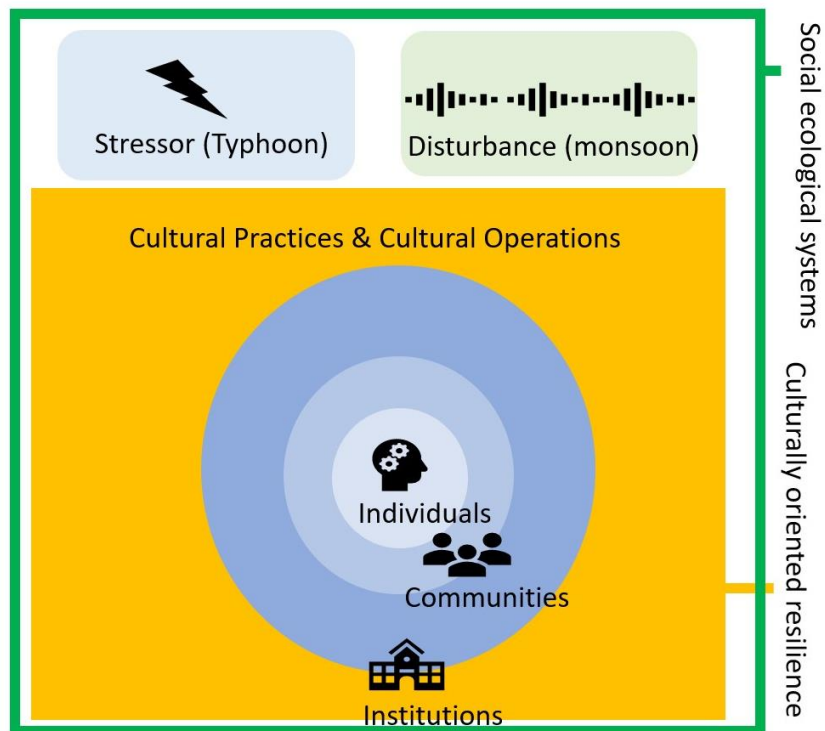 Stressor (Typhoon)
Disturbance (monsoon)
Cultural Practices & Cultural Operations
Individuals
Communities
Institutions
Social ecological systems
Culturally oriented resilience